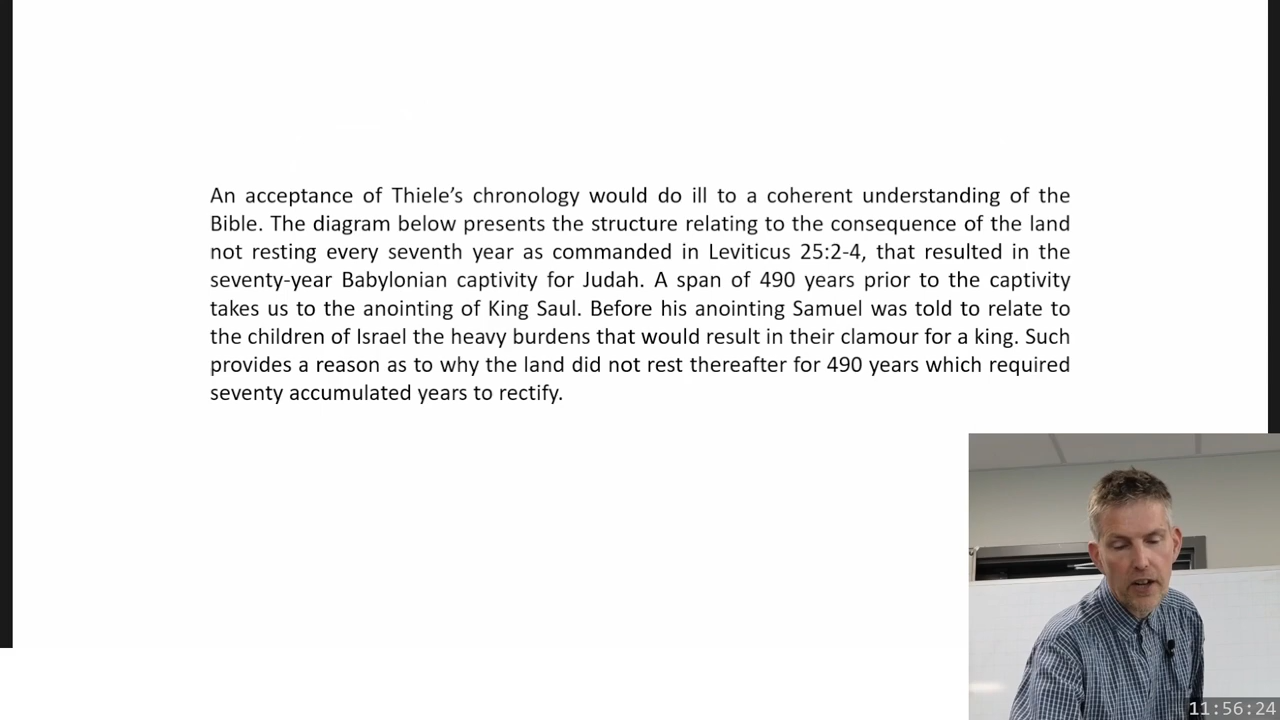 An acceptance of Thiele’s chronology would do ill to a coherent understanding of the
Bible. The diagram below presents the structure relating to the consequence of the land
not resting every seventh year as commanded in Leviticus 25:2-4, that resulted in the
seventy-year Babylonian captivity for Judah. A span of 490 years prior to the captivity
takes us to the anointing of King Saul. Before his anointing Samuel was told to relate to
the children of Israel the heavy burdens that would result in their clamour for a king. Such
provides a reason as to why the land did not rest thereafter for 490 years which required
seventy accumulated years to rectify.
11:56:24